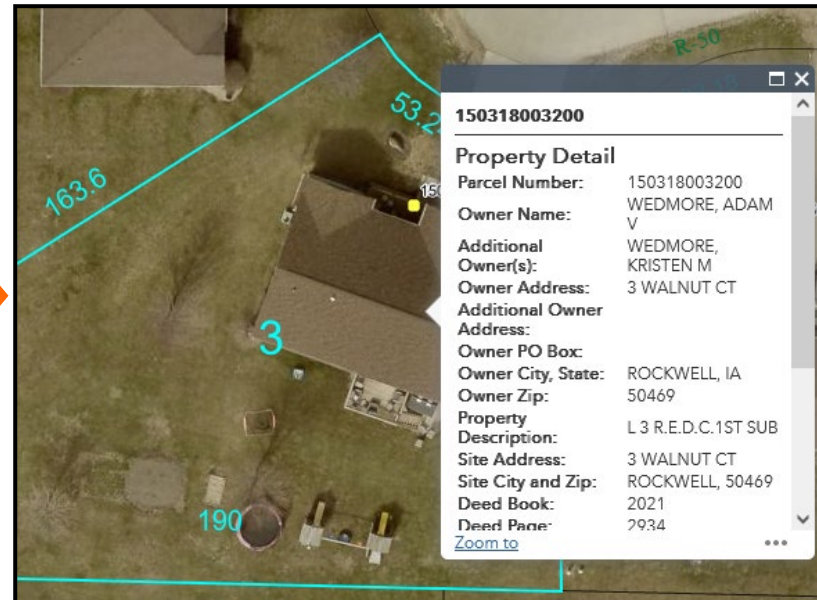 R-50
53.2
163.6
150
3
190
150318003200
Property Detail
Parcel Number: 150318003200
Owner Name: WEDMORE, ADAM
V
Additional WEDMORE,
Owner(s): KRISTEN M
Owner Address: 3 WALNUT CT
Additional Owner
Address:
Owner PO Box:
Owner City, State: ROCKWELL, IA
Owner Zip: 50469
Property
Description: L 3 R.E.D.C.1ST SUB
Site Address: 3 WALNUT CT
Site City and Zip: ROCKWELL, 50469
Deed Book: 2021
Deed Page: 2934
Zoom to